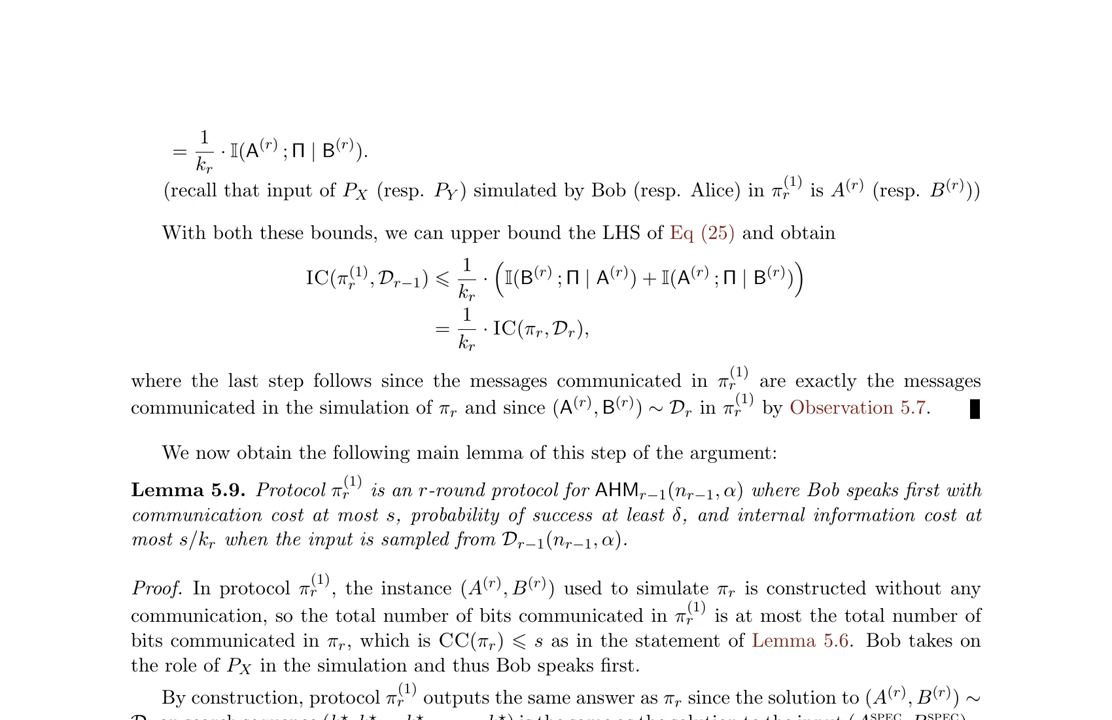 = 1/k_r · 𝕀(A^(r) ; Π | B^(r)).
(recall that input of P_X (resp. P_Y) simulated by Bob (resp. Alice) in π_r^(1) is A^(r) (resp. B^(r)))
With both these bounds, we can upper bound the LHS of Eq (25) and obtain
IC(π_r^(1), 𝒟_{r−1}) ⩽ 1/k_r · (𝕀(B^(r) ; Π | A^(r)) + 𝕀(A^(r) ; Π | B^(r)))
= 1/k_r · IC(π_r, 𝒟_r),
where the last step follows since the messages communicated in π_r^(1) are exactly the messages
communicated in the simulation of π_r and since (A^(r), B^(r)) ∼ 𝒟_r in π_r^(1) by Observation 5.7. ∎
We now obtain the following main lemma of this step of the argument:
Lemma 5.9. Protocol π_r^(1) is an r-round protocol for AHM_{r−1}(n_{r−1}, α) where Bob speaks first with
communication cost at most s, probability of success at least δ, and internal information cost at
most s/k_r when the input is sampled from 𝒟_{r−1}(n_{r−1}, α).
Proof. In protocol π_r^(1), the instance (A^(r), B^(r)) used to simulate π_r is constructed without any
communication, so the total number of bits communicated in π_r^(1) is at most the total number of
bits communicated in π_r, which is CC(π_r) ⩽ s as in the statement of Lemma 5.6. Bob takes on
the role of P_X in the simulation and thus Bob speaks first.
By construction, protocol π_r^(1) outputs the same answer as π_r since the solution to (A^(r), B^(r)) ∼